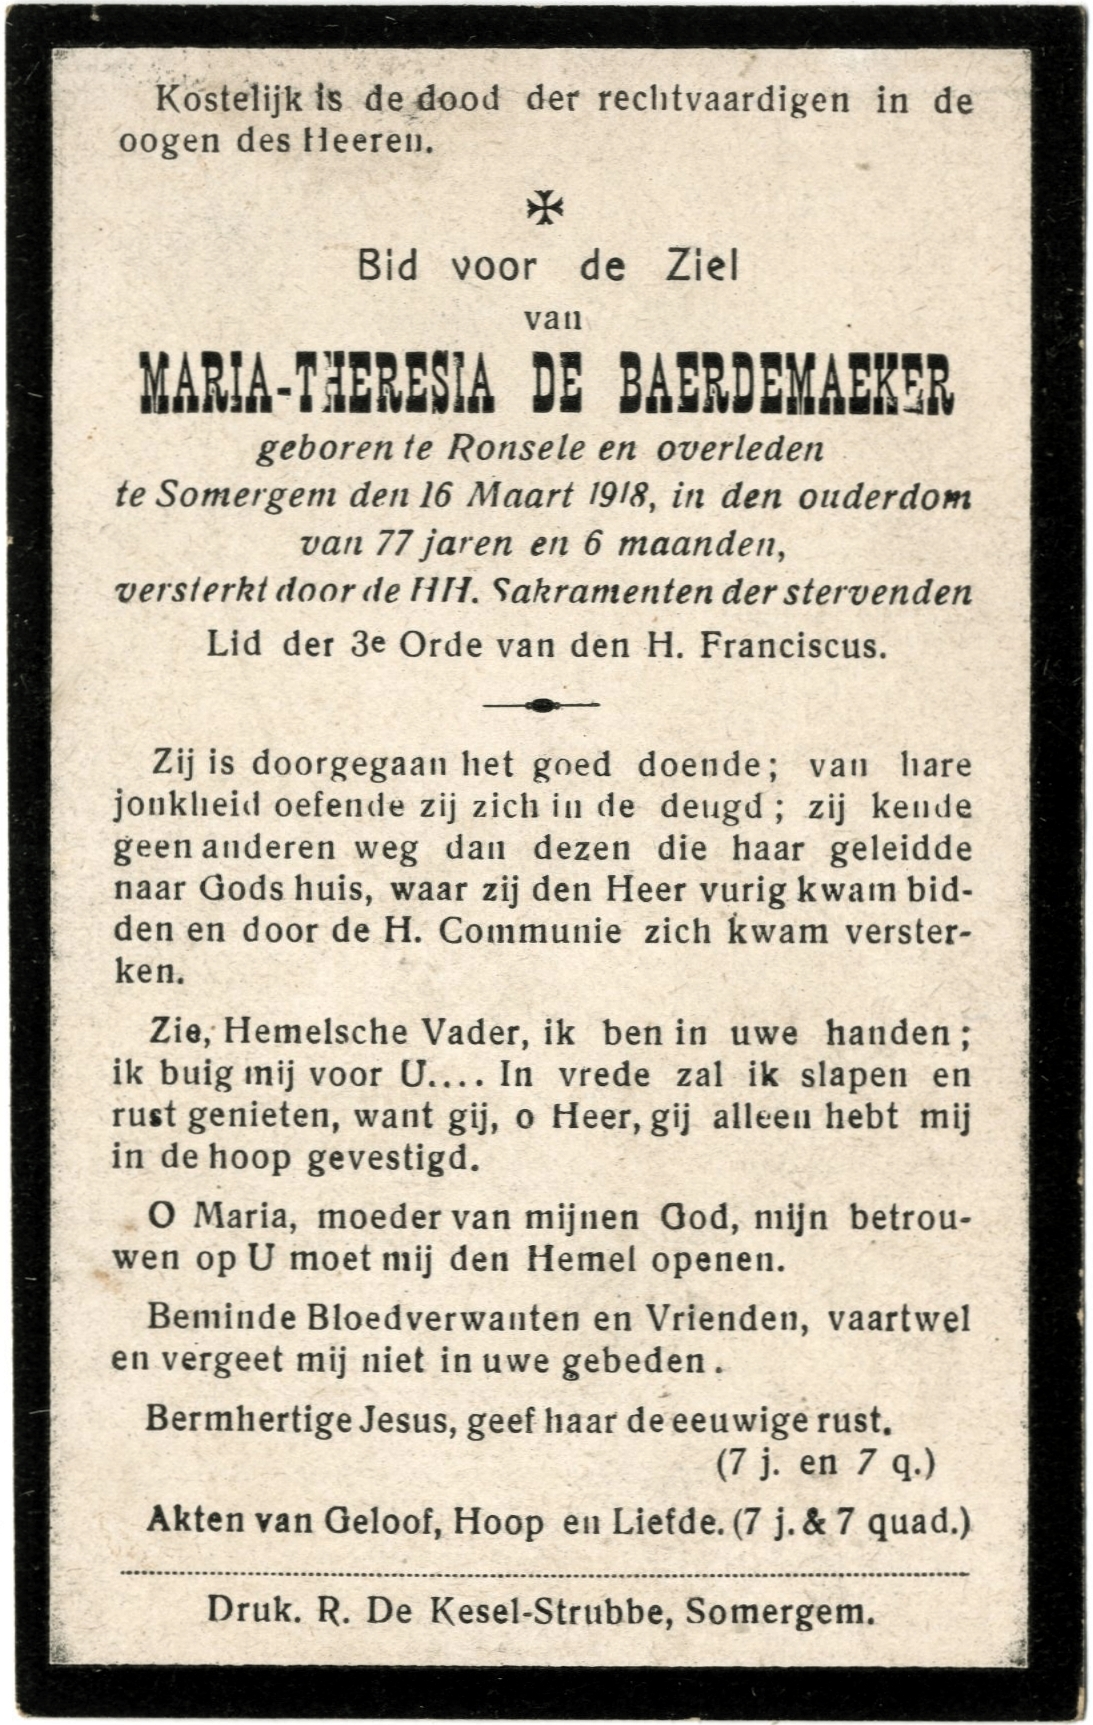 Kostelijk is de dood der rechtvaardigen in de
oogen des Heeren.
✠
Bid voor de Ziel
van
MARIA-THERESIA DE BAERDEMAEKER
geboren te Ronsele en overleden
te Somergem den 16 Maart 1918, in den ouderdom
van 77 jaren en 6 maanden,
versterkt door de HH. Sakramenten der stervenden
Lid der 3e Orde van den H. Franciscus.
Zij is doorgegaan het goed doende; van hare
jonkheid oefende zij zich in de deugd; zij kende
geen anderen weg dan dezen die haar geleidde
naar Gods huis, waar zij den Heer vurig kwam bid-
den en door de H. Communie zich kwam verster-
ken.
Zie, Hemelsche Vader, ik ben in uwe handen;
ik buig mij voor U.... In vrede zal ik slapen en
rust genieten, want gij, o Heer, gij alleen hebt mij
in de hoop gevestigd.
O Maria, moeder van mijnen God, mijn betrou-
wen op U moet mij den Hemel openen.
Beminde Bloedverwanten en Vrienden, vaartwel
en vergeet mij niet in uwe gebeden.
Bermhertige Jesus, geef haar de eeuwige rust.
(7 j. en 7 q.)
Akten van Geloof, Hoop en Liefde. (7 j. & 7 quad.)
Druk. R. De Kesel-Strubbe, Somergem.